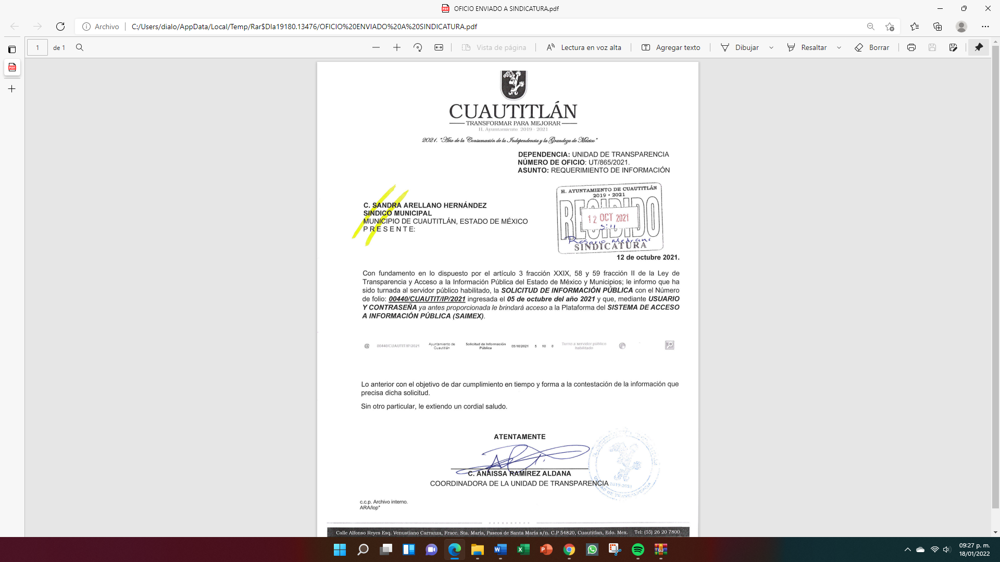 OFICIO ENVIADO A SINDICATURA.pdf
Archivo
C:/Users/dialo/AppData/Local/Temp/Rar$DIa19180.13476/OFICIO%20ENVIADO%20A%20SINDICATURA.pdf
1 de 1
Vista de página
Lectura en voz alta
Agregar texto
Dibujar
Resaltar
Borrar
CUAUTITLÁN
TRANSFORMAR PARA MEJORAR
H. Ayuntamiento 2019 - 2021
2021. "Año de la Consumación de la Independencia y la Grandeza de México"
DEPENDENCIA: UNIDAD DE TRANSPARENCIA
NÚMERO DE OFICIO: UT/865/2021.
ASUNTO: REQUERIMIENTO DE INFORMACIÓN
H. AYUNTAMIENTO DE CUAUTITLÁN
2019 • 2021
RECIBIDO
12 OCT 2021
5:11
Rosario Medrano
SINDICATURA
C. SANDRA ARELLANO HERNÁNDEZ
SINDICO MUNICIPAL
MUNICIPIO DE CUAUTITLÁN, ESTADO DE MÉXICO
P R E S E N T E:
12 de octubre 2021.
Con fundamento en lo dispuesto por el artículo 3 fracción XXIX, 58 y 59 fracción II de la Ley de
Transparencia y Acceso a la Información Pública del Estado de México y Municipios; le informo que ha
sido turnada al servidor público habilitado, la SOLICITUD DE INFORMACIÓN PÚBLICA con el Número
de folio: 00440/CUAUTIT/IP/2021 ingresada el 05 de octubre del año 2021 y que, mediante USUARIO
Y CONTRASEÑA ya antes proporcionada le brindará acceso a la Plataforma del SISTEMA DE ACCESO
A INFORMACIÓN PÚBLICA (SAIMEX).
00440/CUAUTIT/IP/2021 Ayuntamiento de Cuautitlán Solicitud de Información Pública 05/10/2021 5 10 0 Turno a servidor público habilitado
Lo anterior con el objetivo de dar cumplimiento en tiempo y forma a la contestación de la información que
precisa dicha solicitud.
Sin otro particular, le extiendo un cordial saludo.
ATENTAMENTE
C. ANAISSA RAMÍREZ ALDANA
COORDINADORA DE LA UNIDAD DE TRANSPARENCIA
2019-2021
UNIDAD DE TRANSPARENCIA
c.c.p. Archivo interno.
ARA/lop*
Calle Alfonso Reyes Esq. Venustiano Carranza, Fracc. Sta. María, Paseos de Santa María s/n. C.P 54820, Cuautitlan, Edo. Mex. Tel: (55) 26 20 7800
09:27 p. m.
18/01/2022